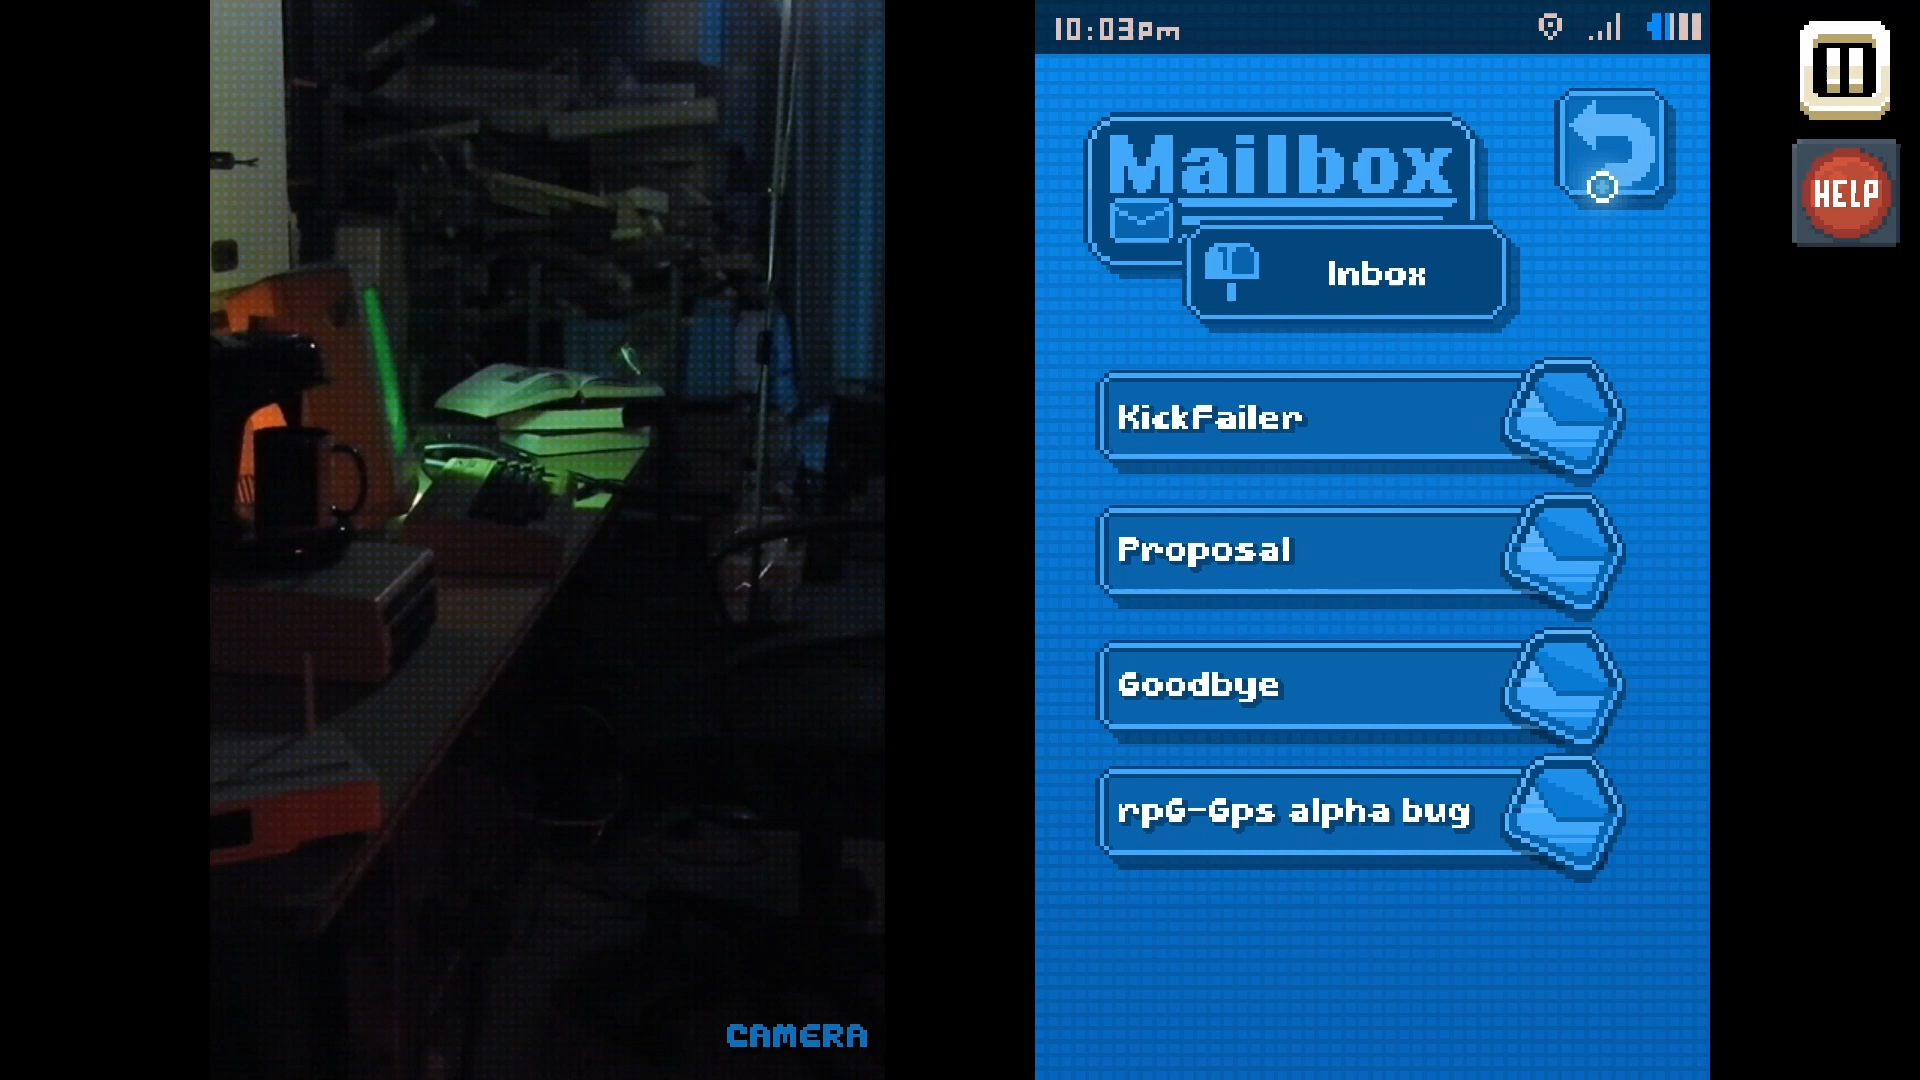 10:03pm
Mailbox
Inbox
KickFailer
Proposal
Goodbye
rpG-Gps alpha bug
HELP
CAMERA